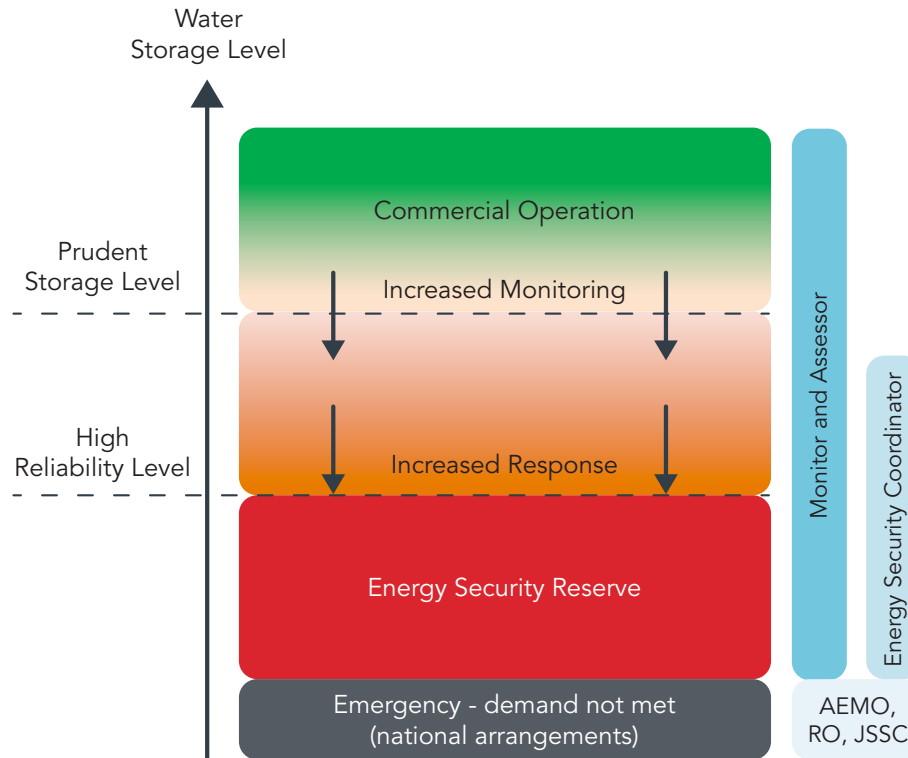 Water
Storage Level
Commercial Operation
Prudent
Storage Level
Increased Monitoring
High
Reliability Level
Increased Response
Energy Security Reserve
Emergency - demand not met
(national arrangements)
Monitor and Assessor
Energy Security Coordinator
AEMO,
RO, JSSC